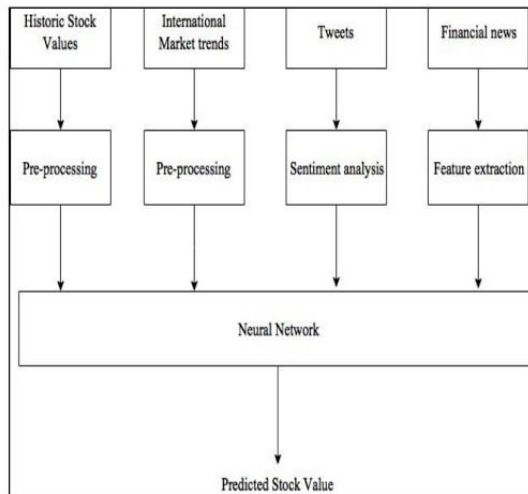 Historic Stock
Values
International
Market trends
Tweets
Financial news
Pre-processing
Pre-processing
Sentiment analysis
Feature extraction
Neural Network
Predicted Stock Value